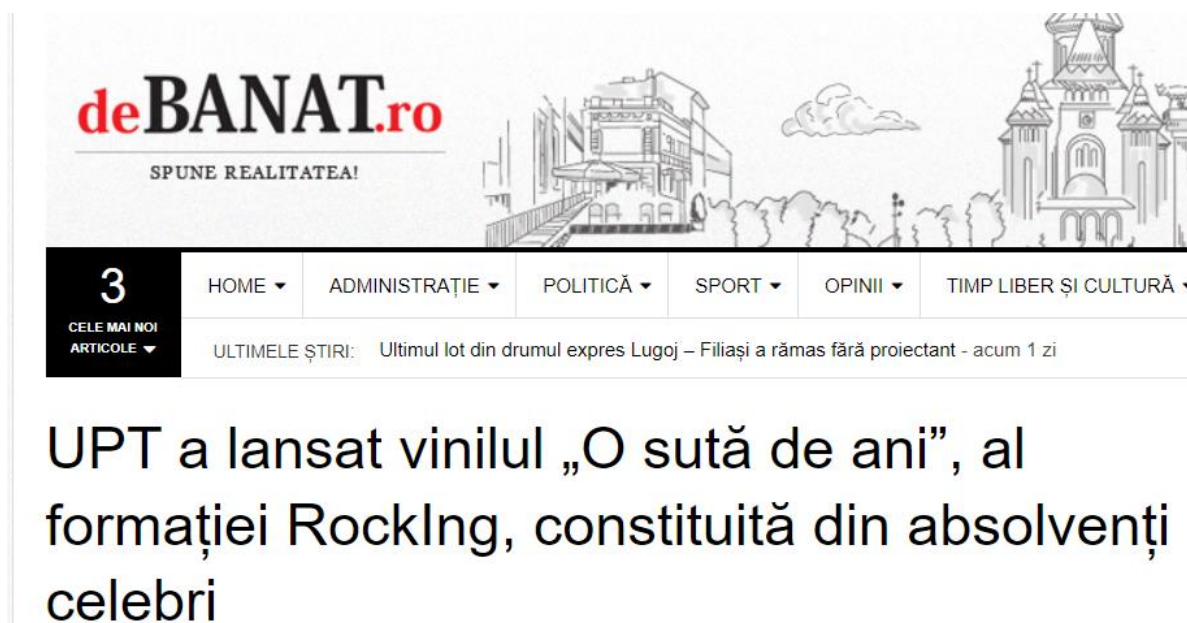 deBANAT.ro
SPUNE REALITATEA!
3
CELE MAI NOI
ARTICOLE
HOME
ADMINISTRAȚIE
POLITICĂ
SPORT
OPINII
TIMP LIBER ȘI CULTURĂ
ULTIMELE ȘTIRI: Ultimul lot din drumul expres Lugoj – Filiași a rămas fără proiectant - acum 1 zi
UPT a lansat vinilul „O sută de ani”, al
formației RockIng, constituită din absolvenți
celebri